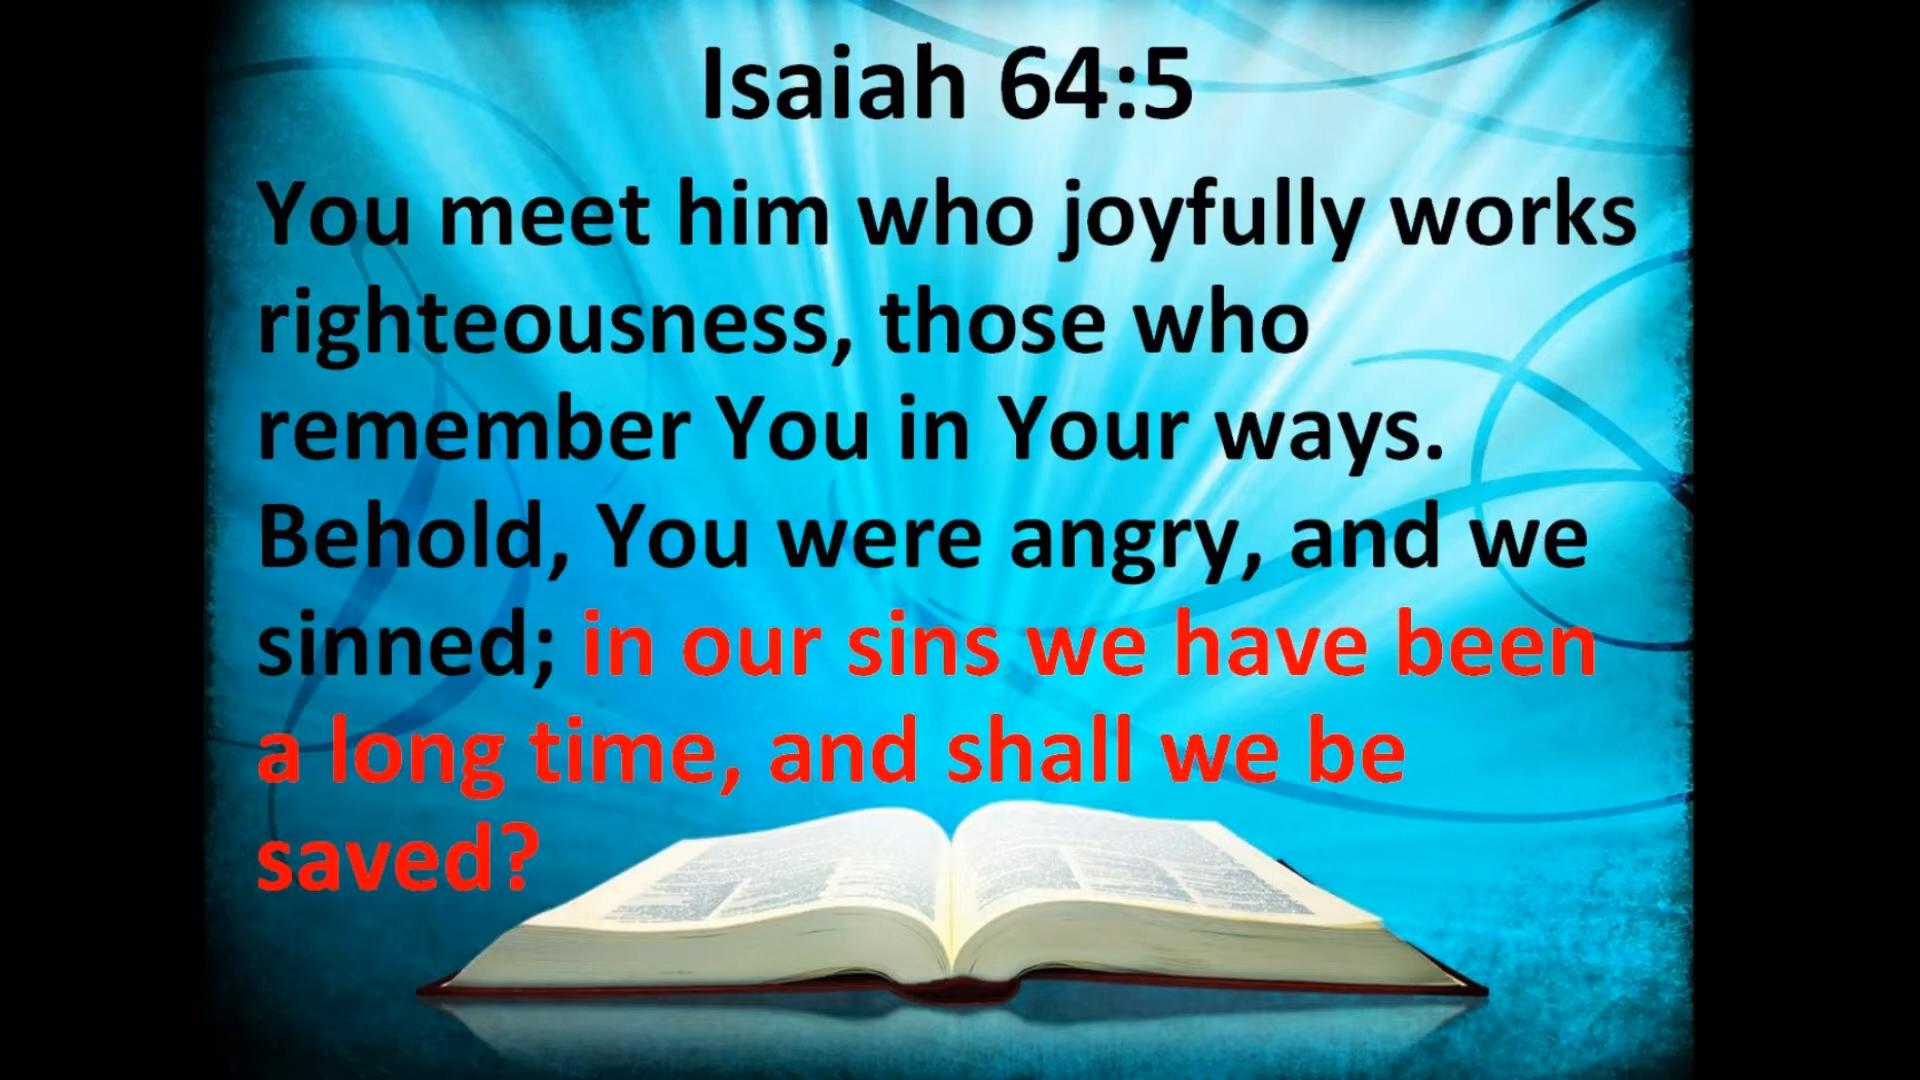 Isaiah 64:5
You meet him who joyfully works
righteousness, those who
remember You in Your ways.
Behold, You were angry, and we
sinned; in our sins we have been
a long time, and shall we be
saved?